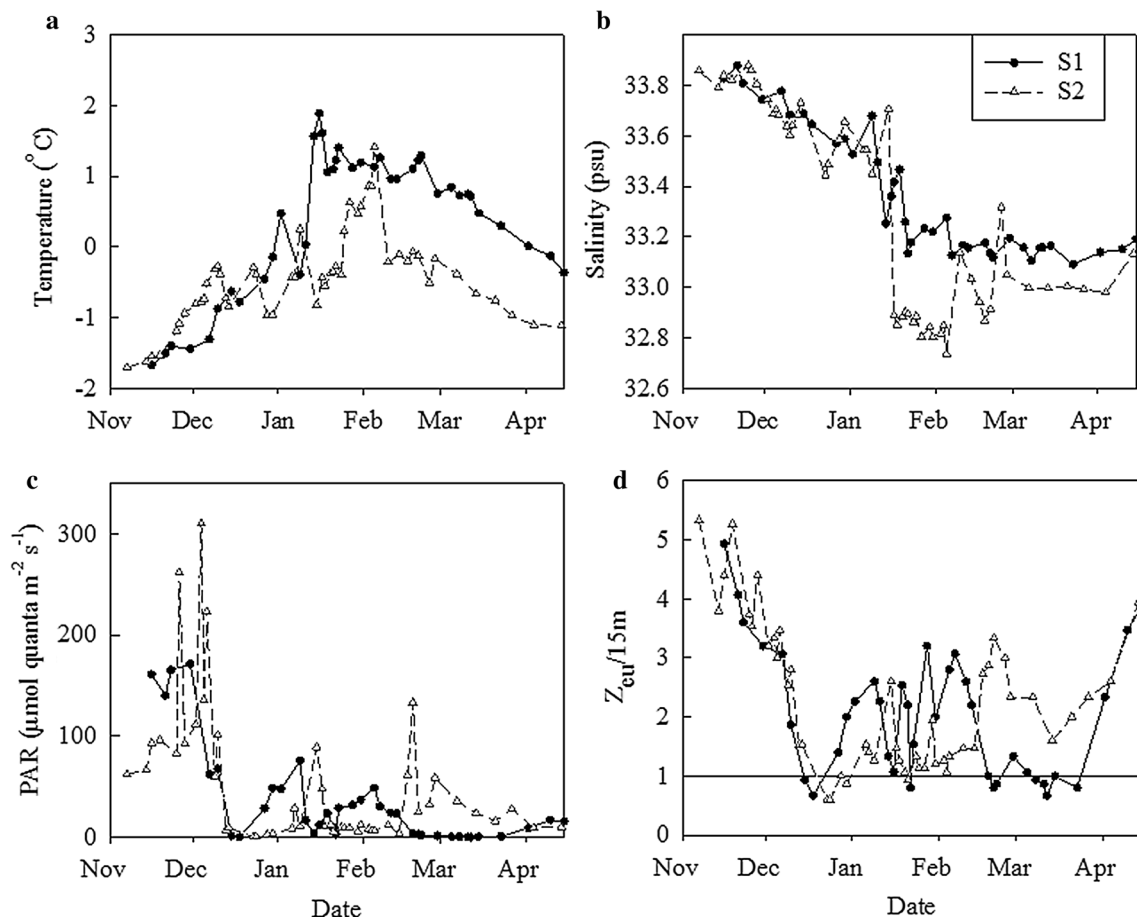 a
3
2
1
0
-1
-2
Temperature (°C)
Nov Dec Jan Feb Mar Apr
b
33.8
33.6
33.4
33.2
33.0
32.8
32.6
Salinity (psu)
S1
S2
Nov Dec Jan Feb Mar Apr
c
300
200
100
0
PAR (µmol quanta m⁻² s⁻¹)
Nov Dec Jan Feb Mar Apr
Date
d
6
5
4
3
2
1
0
Zeu/15m
Nov Dec Jan Feb Mar Apr
Date